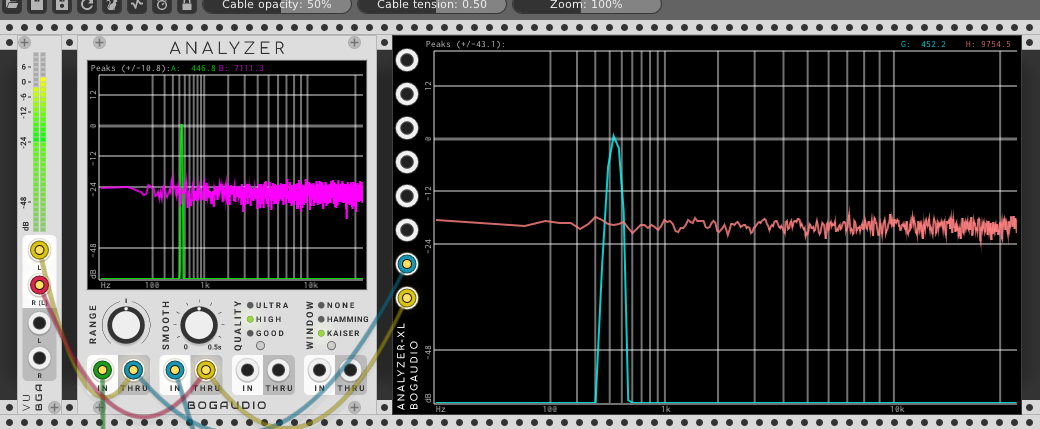 Cable opacity: 50% Cable tension: 0.50 Zoom: 100%
ANALYZER
Peaks (+/-10.8): A: 446.8 B: 7111.3
12
0
-12
-24
-48
dB
Hz 100 1k 10k
6
0
-6
-12
-24
-48
dB
L
R (L)
L
R
VU
BGA
RANGE
SMOOTH
0 0.5s
QUALITY
ULTRA
HIGH
GOOD
WINDOW
NONE
HAMMING
KAISER
IN THRU IN THRU IN THRU IN THRU
BOGAUDIO
Peaks (+/-43.1): G: 452.2 H: 9754.5
12
0
-12
-24
-48
dB
Hz 100 1k 10k
ANALYZER-XL
BOGAUDIO